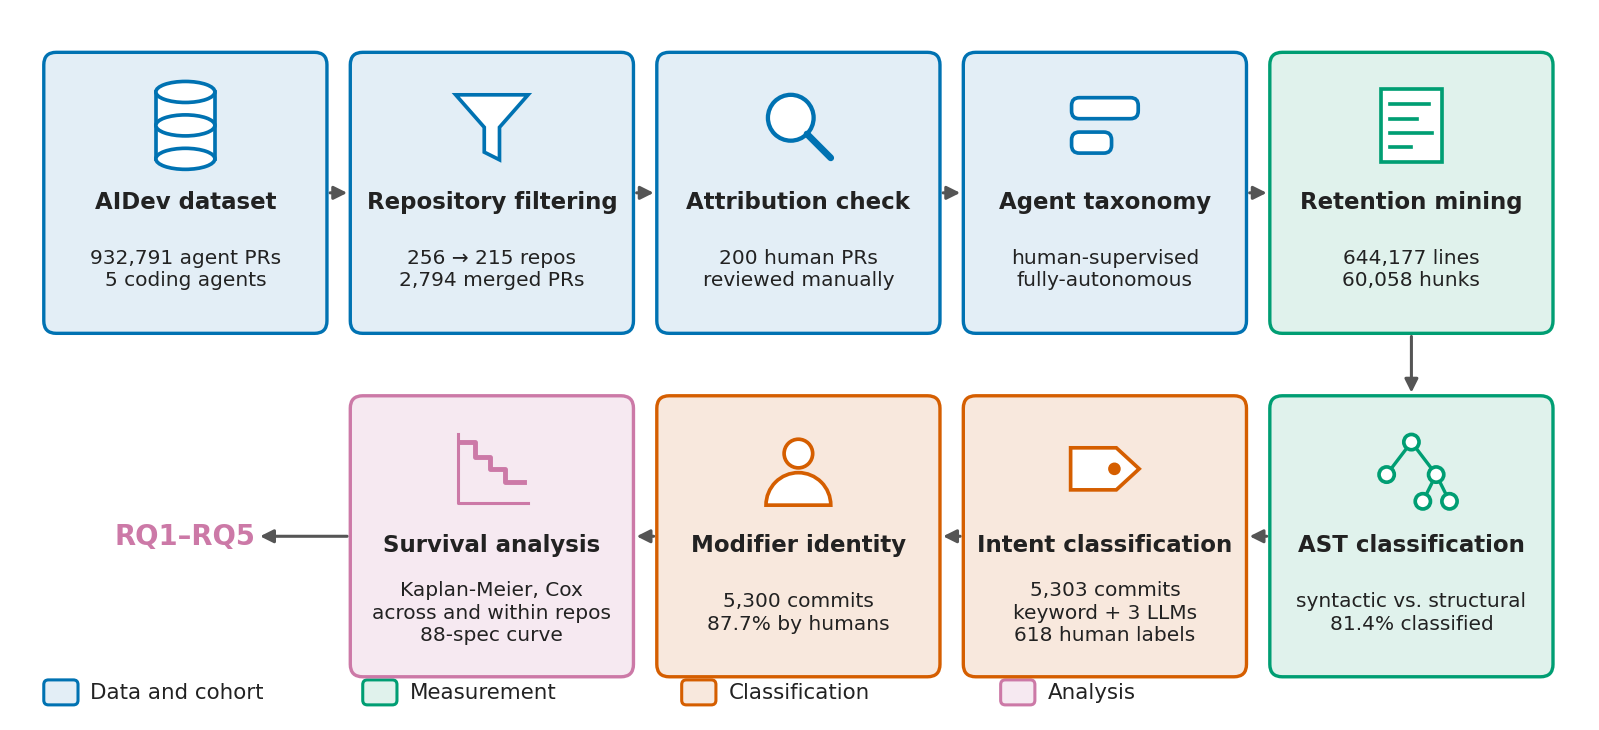 AIDev dataset
932,791 agent PRs
5 coding agents
Repository filtering
256 → 215 repos
2,794 merged PRs
Attribution check
200 human PRs
reviewed manually
Agent taxonomy
human-supervised
fully-autonomous
Retention mining
644,177 lines
60,058 hunks
RQ1–RQ5
Survival analysis
Kaplan-Meier, Cox
across and within repos
88-spec curve
Modifier identity
5,300 commits
87.7% by humans
Intent classification
5,303 commits
keyword + 3 LLMs
618 human labels
AST classification
syntactic vs. structural
81.4% classified
Data and cohort
Measurement
Classification
Analysis